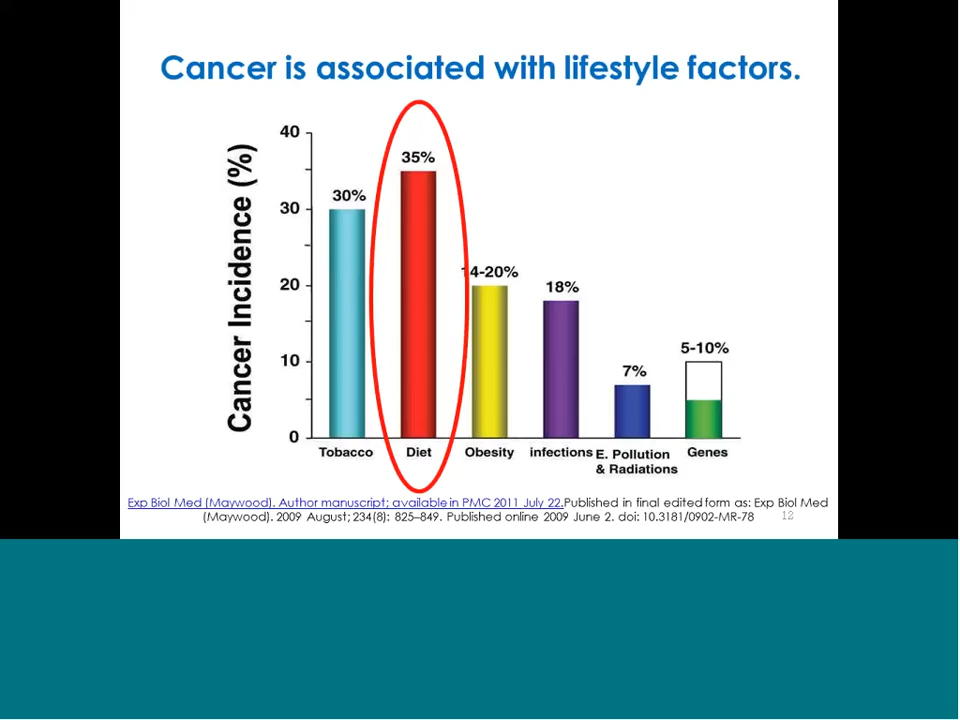 Cancer is associated with lifestyle factors.
Cancer Incidence (%)
40
30
20
10
0
30%
35%
14-20%
18%
7%
5-10%
Tobacco
Diet
Obesity
infections
E. Pollution
& Radiations
Genes
Exp Biol Med (Maywood). Author manuscript; available in PMC 2011 July 22.Published in final edited form as: Exp Biol Med
(Maywood). 2009 August; 234(8): 825–849. Published online 2009 June 2. doi: 10.3181/0902-MR-78
12